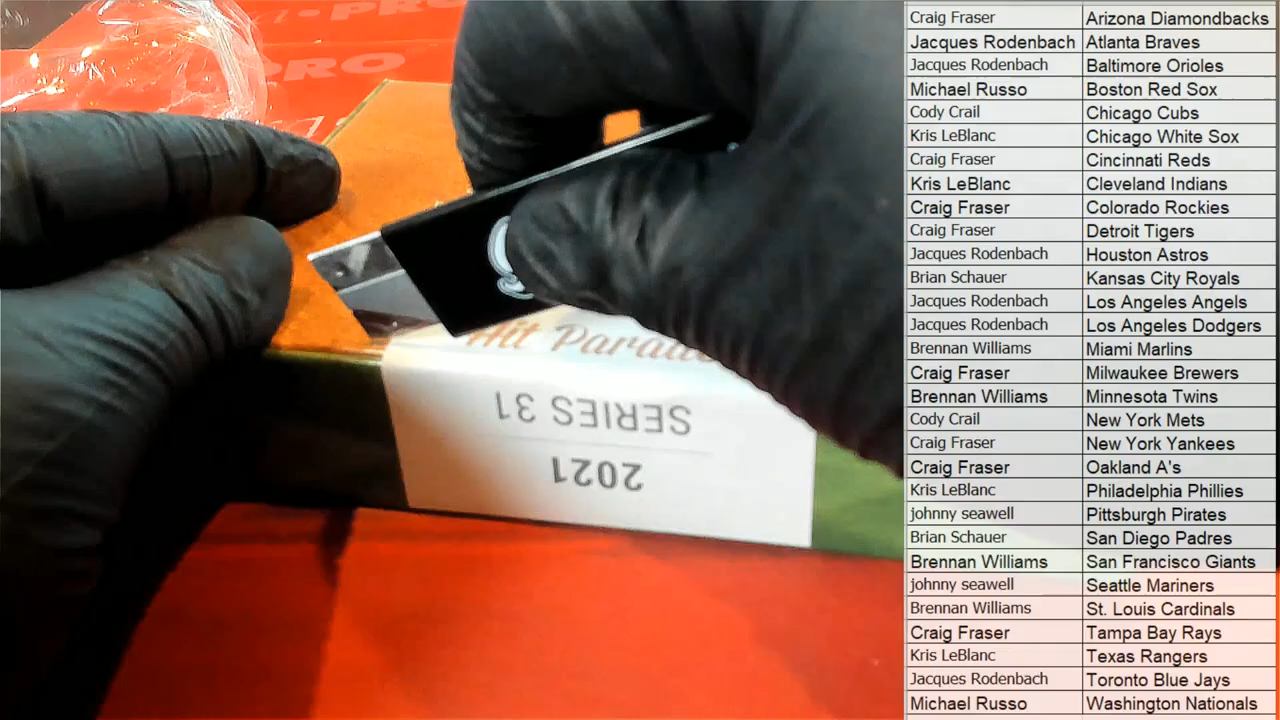 PRO
PRO
Hit Parade
SERIES 31
2021
Craig Fraser Arizona Diamondbacks
Jacques Rodenbach Atlanta Braves
Jacques Rodenbach Baltimore Orioles
Michael Russo Boston Red Sox
Cody Crail Chicago Cubs
Kris LeBlanc Chicago White Sox
Craig Fraser Cincinnati Reds
Kris LeBlanc Cleveland Indians
Craig Fraser Colorado Rockies
Craig Fraser Detroit Tigers
Jacques Rodenbach Houston Astros
Brian Schauer Kansas City Royals
Jacques Rodenbach Los Angeles Angels
Jacques Rodenbach Los Angeles Dodgers
Brennan Williams Miami Marlins
Craig Fraser Milwaukee Brewers
Brennan Williams Minnesota Twins
Cody Crail New York Mets
Craig Fraser New York Yankees
Craig Fraser Oakland A's
Kris LeBlanc Philadelphia Phillies
johnny seawell Pittsburgh Pirates
Brian Schauer San Diego Padres
Brennan Williams San Francisco Giants
johnny seawell Seattle Mariners
Brennan Williams St. Louis Cardinals
Craig Fraser Tampa Bay Rays
Kris LeBlanc Texas Rangers
Jacques Rodenbach Toronto Blue Jays
Michael Russo Washington Nationals